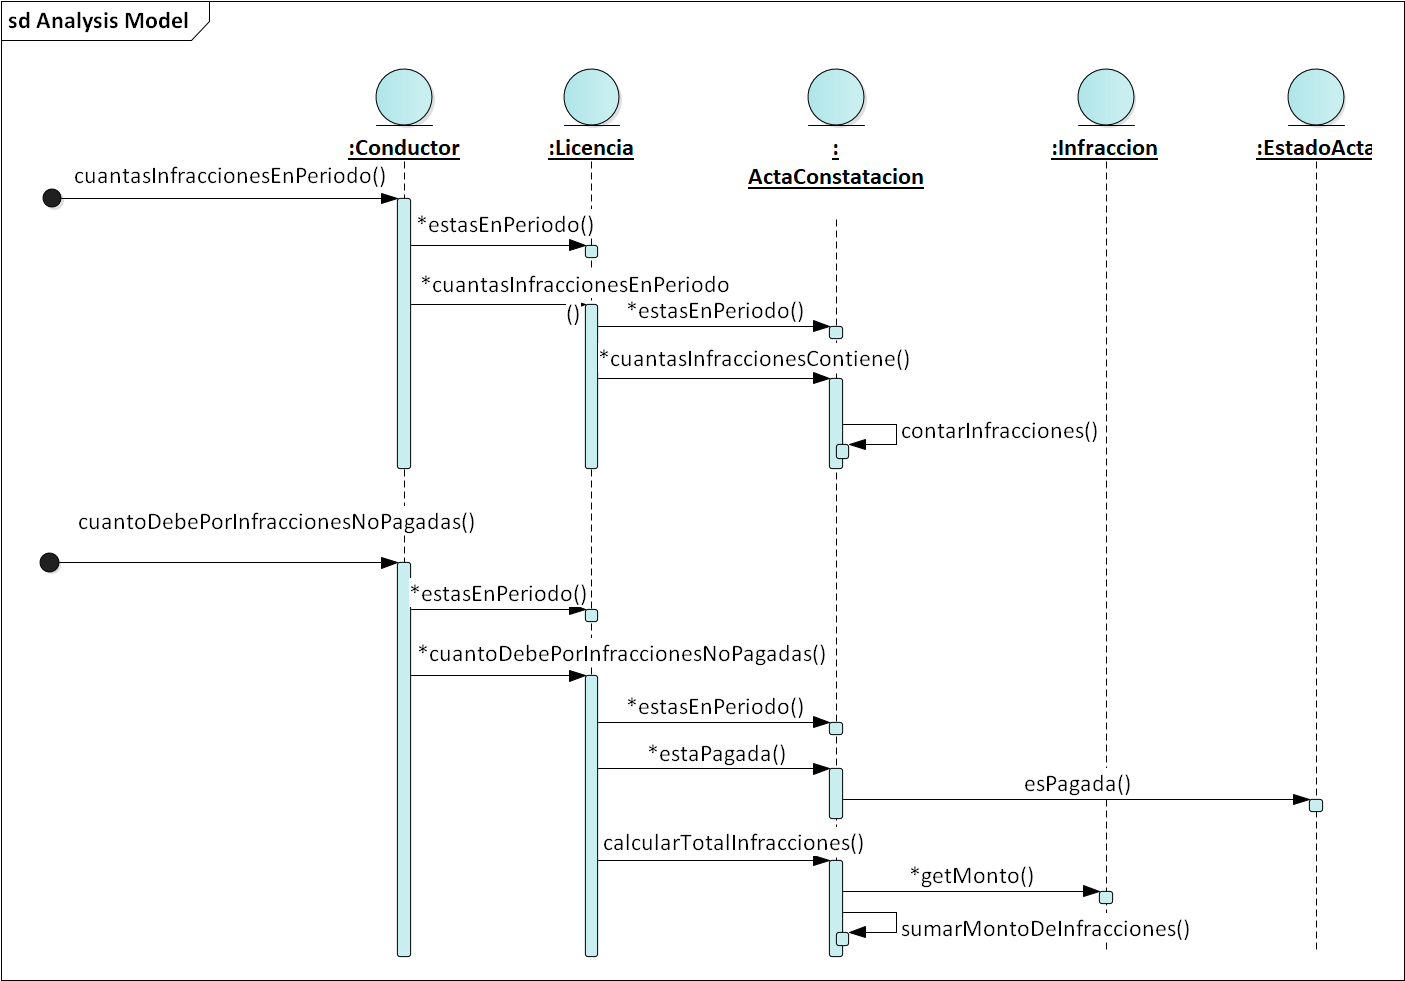 sd Analysis Model
:Conductor
:Licencia
:
ActaConstatacion
:Infraccion
:EstadoActa
cuantasInfraccionesEnPeriodo()
*estasEnPeriodo()
*cuantasInfraccionesEnPeriodo
()
*estasEnPeriodo()
*cuantasInfraccionesContiene()
contarInfracciones()
cuantoDebePorInfraccionesNoPagadas()
*estasEnPeriodo()
*cuantoDebePorInfraccionesNoPagadas()
*estasEnPeriodo()
*estaPagada()
esPagada()
calcularTotalInfracciones()
*getMonto()
sumarMontoDeInfracciones()